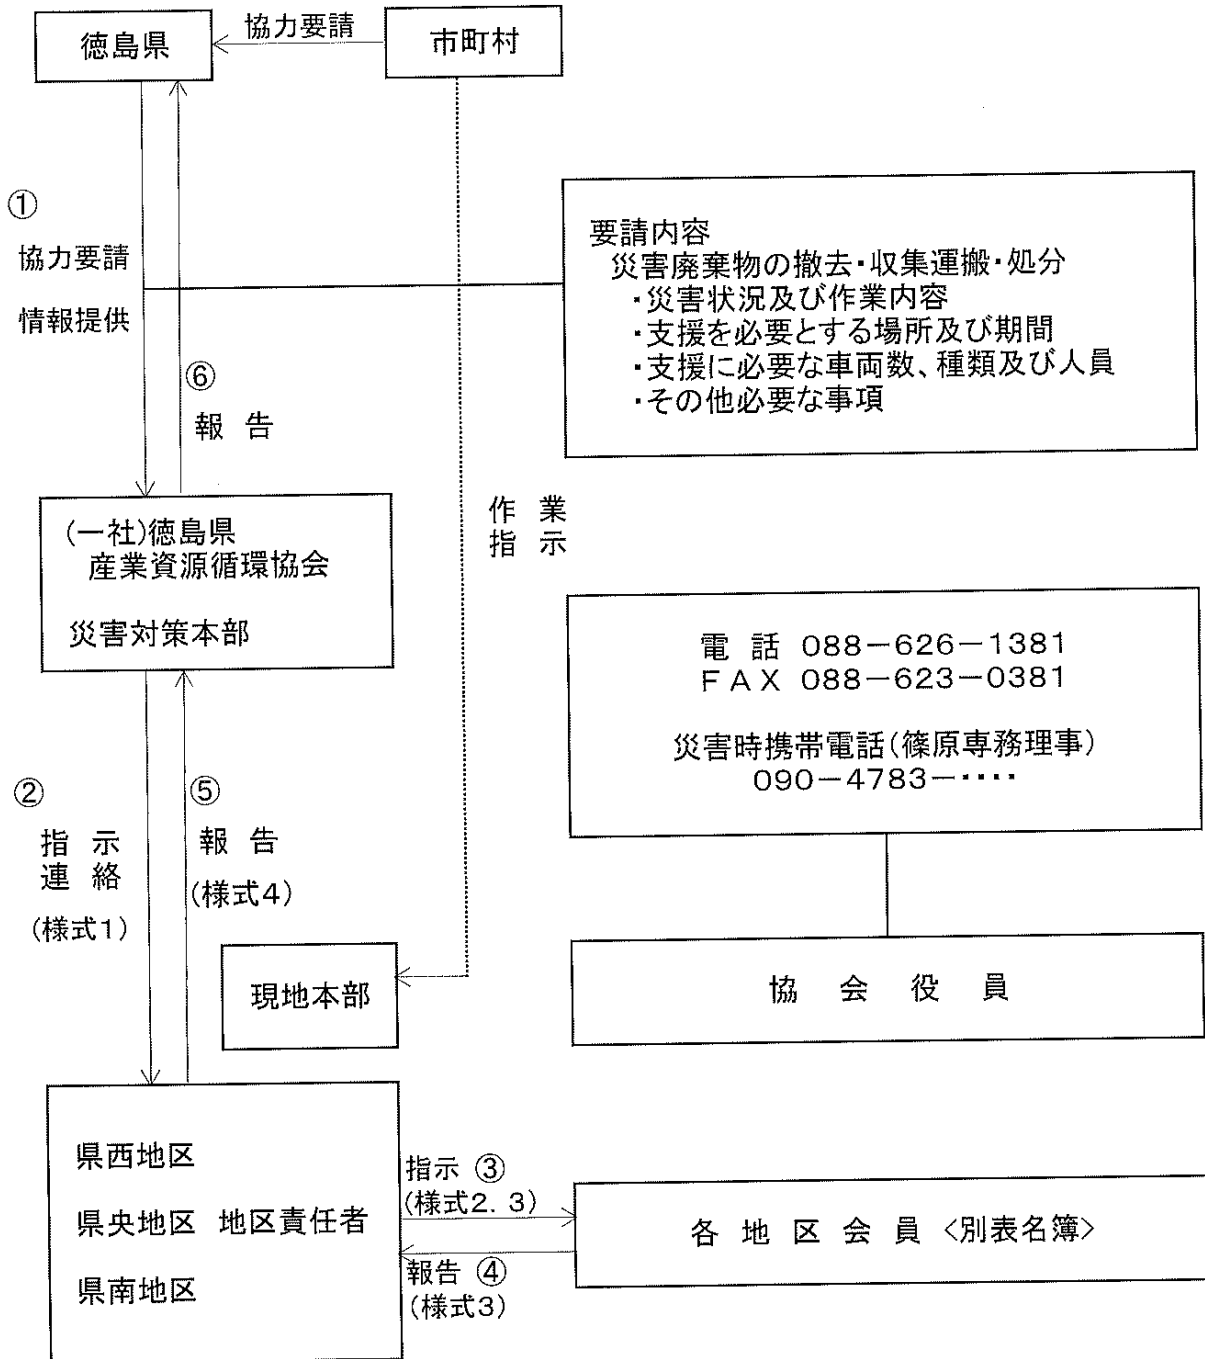 徳島県
協力要請
市町村
①
協力要請
情報提供
⑥
報 告
要請内容
災害廃棄物の撤去・収集運搬・処分
・災害状況及び作業内容
・支援を必要とする場所及び期間
・支援に必要な車両数、種類及び人員
・その他必要な事項
(一社)徳島県
産業資源循環協会
災害対策本部
作 業
指 示
電 話 088－626－1381
ＦＡＸ 088－623－0381
災害時携帯電話(篠原専務理事)
090－4783－・・・・
②
指 示
連 絡
(様式1)
⑤
報 告
(様式4)
現地本部
協 会 役 員
県西地区
県央地区 地区責任者
県南地区
指示 ③
(様式2. 3)
報告 ④
(様式3)
各 地 区 会 員 <別表名簿>